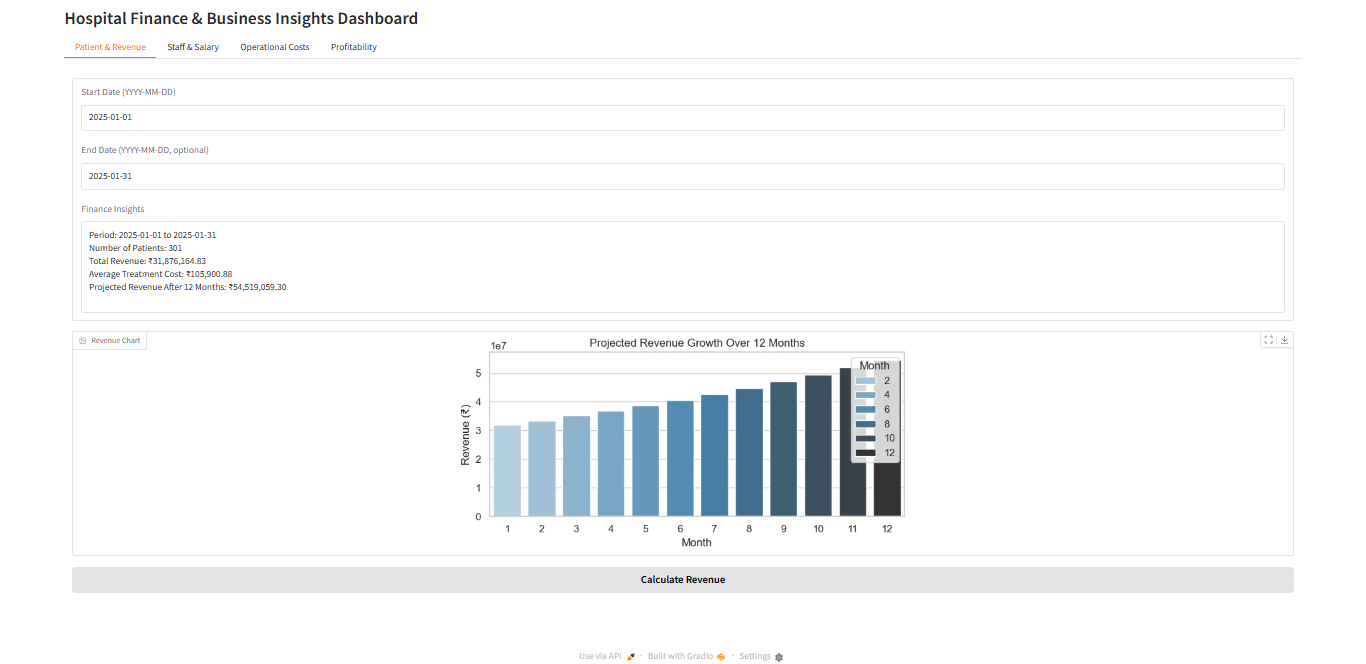 Hospital Finance & Business Insights Dashboard
Patient & Revenue Staff & Salary Operational Costs Profitability
Start Date (YYYY-MM-DD)
2025-01-01
End Date (YYYY-MM-DD, optional)
2025-01-31
Finance Insights
Period: 2025-01-01 to 2025-01-31
Number of Patients: 301
Total Revenue: ₹31,876,164.83
Average Treatment Cost: ₹105,900.88
Projected Revenue After 12 Months: ₹54,519,059.30
Revenue Chart
Projected Revenue Growth Over 12 Months
1e7
Revenue (₹)
5
4
3
2
1
0
1 2 3 4 5 6 7 8 9 10 11 12
Month
Month
2
4
6
8
10
12
Calculate Revenue
Use via API · Built with Gradio · Settings